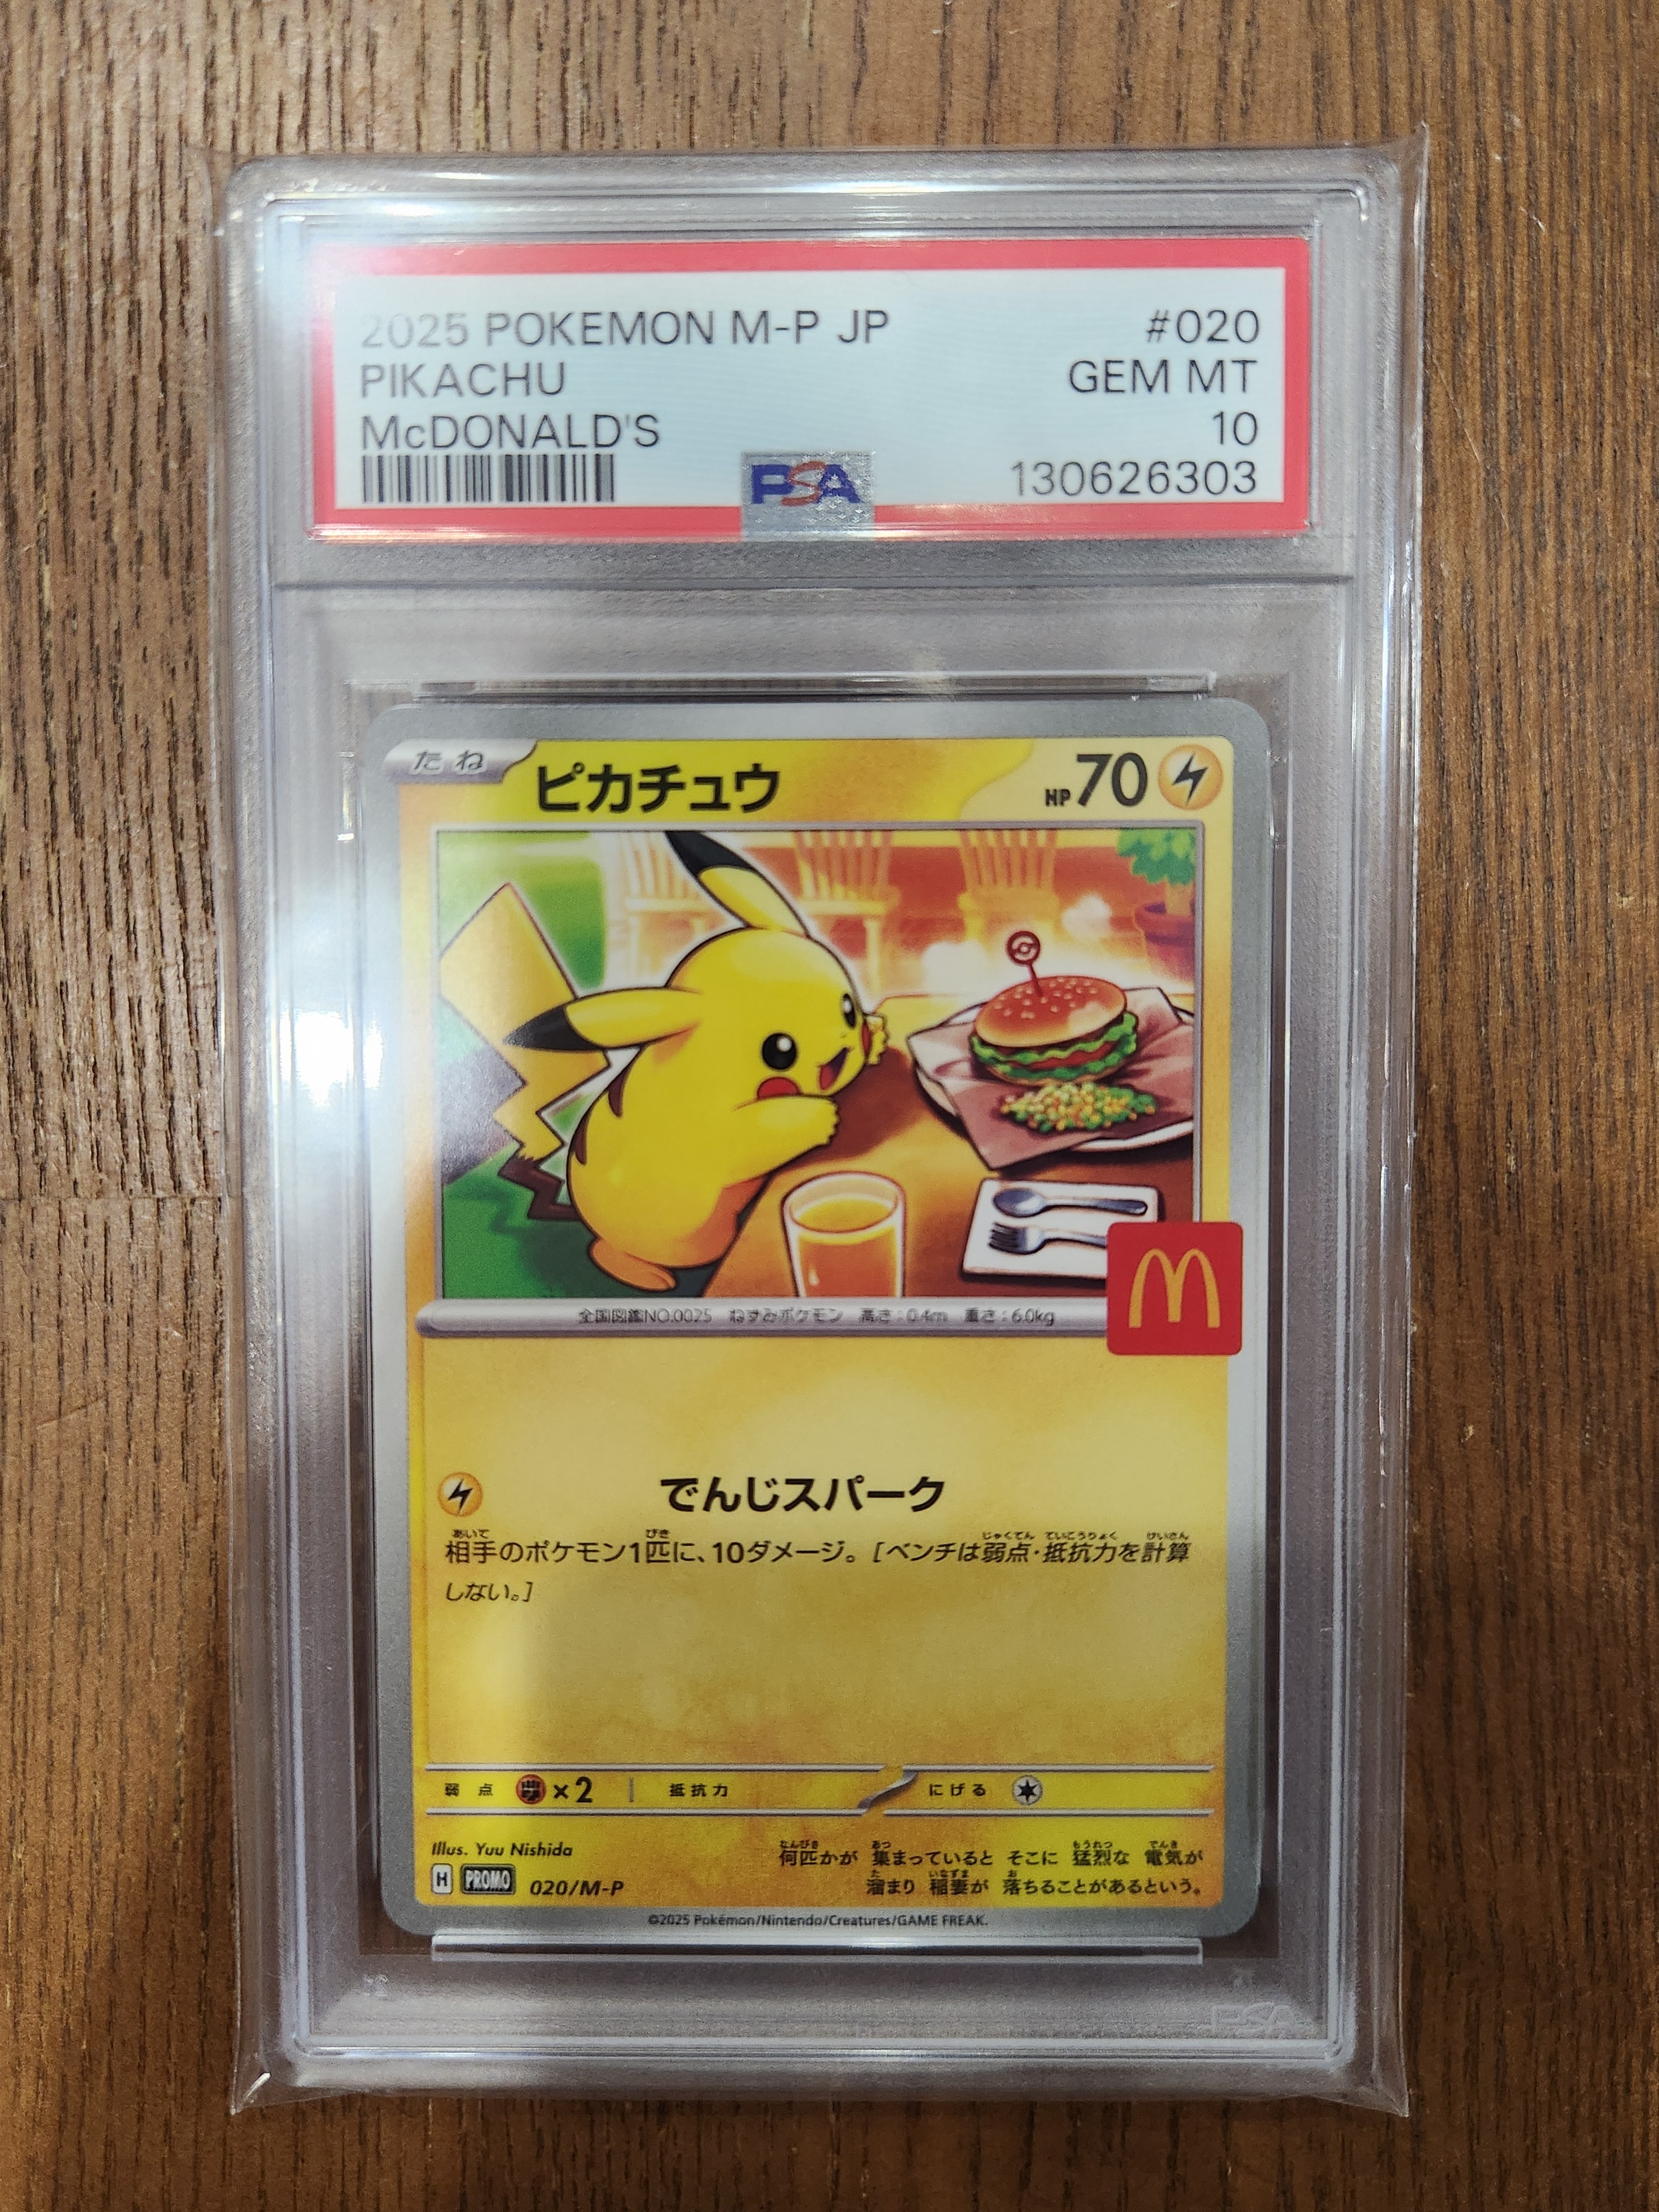 2025 POKEMON M-P JP #020
PIKACHU GEM MT
McDONALD'S 10
PSA 130626303
たね ピカチュウ HP 70
全国図鑑NO.0025 ねずみポケモン 高さ:0.4m 重さ:6.0kg
でんじスパーク
相手のポケモン1匹に、10ダメージ。[ベンチは弱点・抵抗力を計算
しない。]
弱点 ×2 抵抗力 にげる
Illus. Yuu Nishida
何匹かが 集まっていると そこに 猛烈な 電気が
溜まり 稲妻が 落ちることがあるという。
H PROMO 020/M-P
©2025 Pokémon/Nintendo/Creatures/GAME FREAK.
PSA